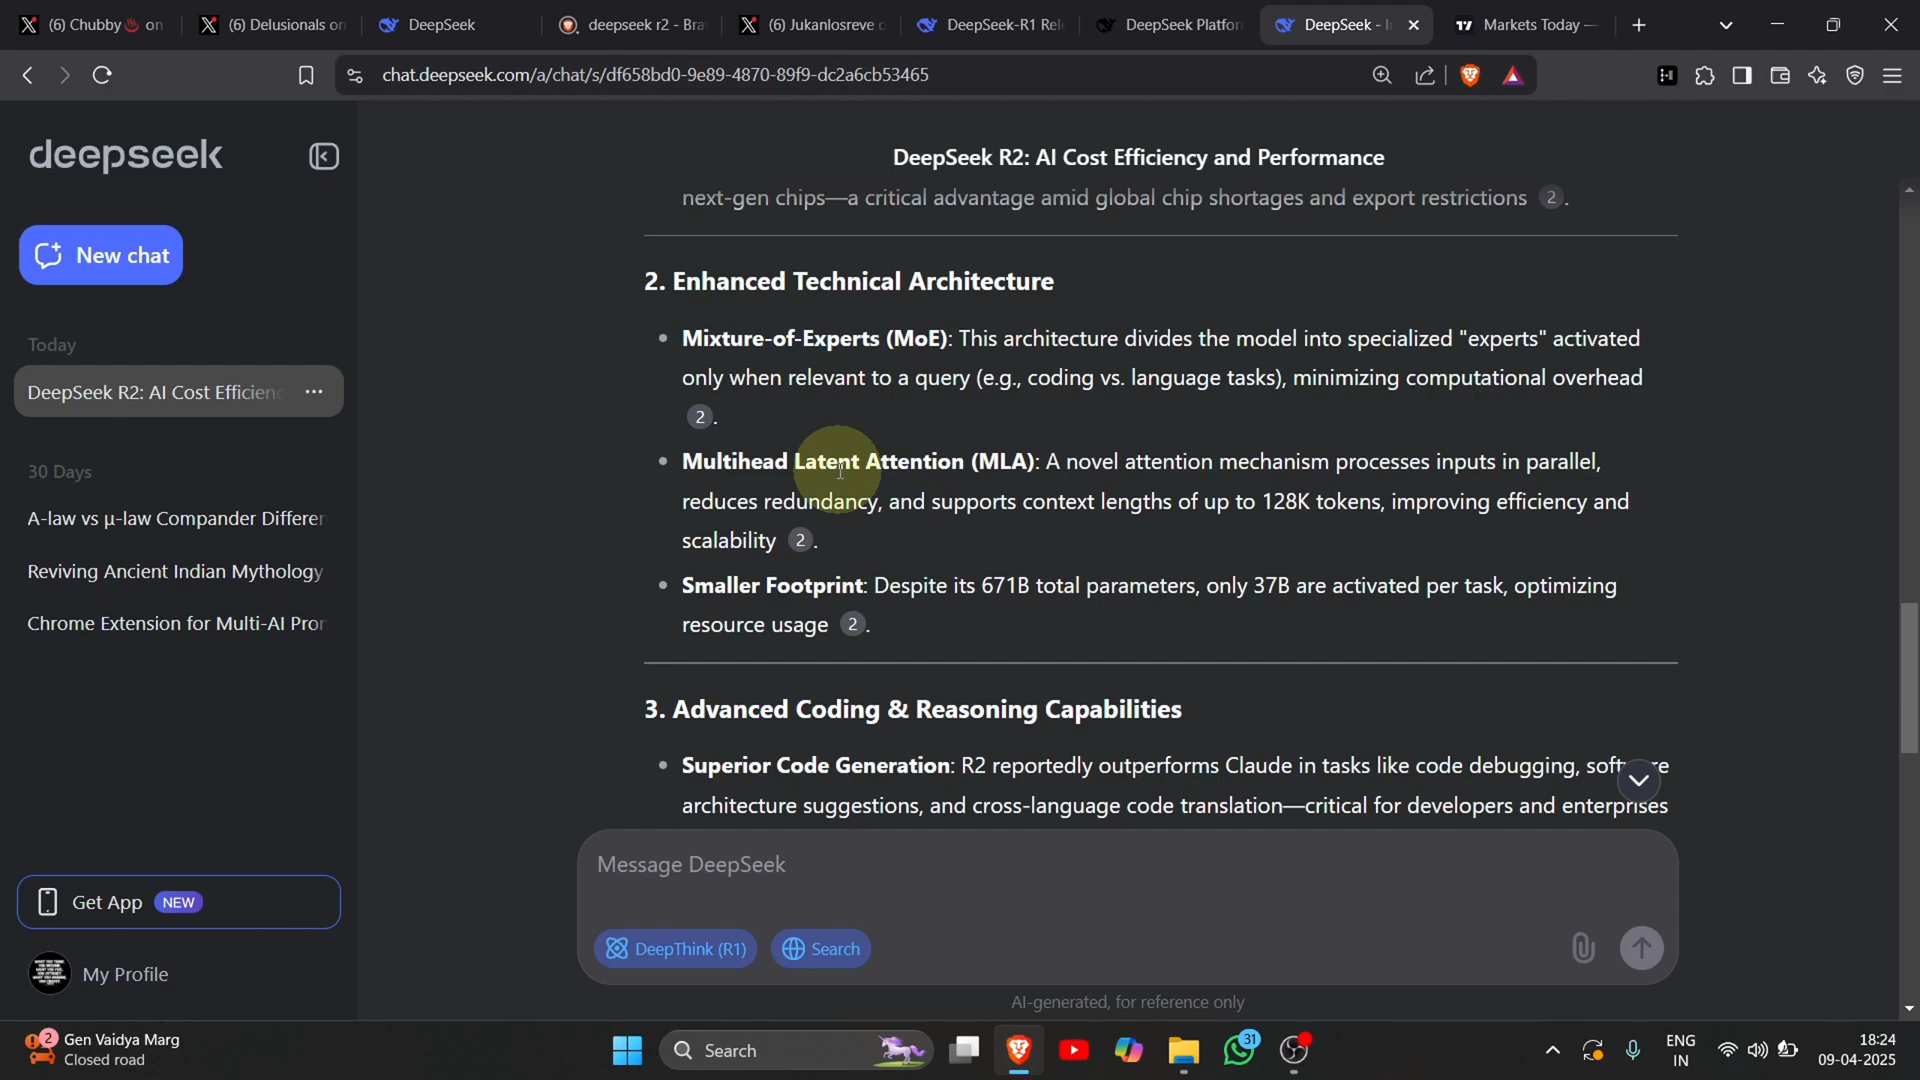 (6) Chubby♨ on
(6) Delusionals on
DeepSeek
deepseek r2 - Bra
(6) Jukanlosreve o
DeepSeek-R1 Rel
DeepSeek Platfor
DeepSeek - I
Markets Today —
chat.deepseek.com/a/chat/s/df658bd0-9e89-4870-89f9-dc2a6cb53465
deepseek
New chat
Today
DeepSeek R2: AI Cost Efficienc
30 Days
A-law vs μ-law Compander Differen
Reviving Ancient Indian Mythology
Chrome Extension for Multi-AI Pror
Get App NEW
My Profile
DeepSeek R2: AI Cost Efficiency and Performance
next-gen chips—a critical advantage amid global chip shortages and export restrictions 2.
2. Enhanced Technical Architecture
• Mixture-of-Experts (MoE): This architecture divides the model into specialized "experts" activated
only when relevant to a query (e.g., coding vs. language tasks), minimizing computational overhead
2.
• Multihead Latent Attention (MLA): A novel attention mechanism processes inputs in parallel,
reduces redundancy, and supports context lengths of up to 128K tokens, improving efficiency and
scalability 2.
• Smaller Footprint: Despite its 671B total parameters, only 37B are activated per task, optimizing
resource usage 2.
3. Advanced Coding & Reasoning Capabilities
• Superior Code Generation: R2 reportedly outperforms Claude in tasks like code debugging, software
architecture suggestions, and cross-language code translation—critical for developers and enterprises
Message DeepSeek
DeepThink (R1)
Search
AI-generated, for reference only
2
Gen Vaidya Marg
Closed road
Search
31
ENG
IN
18:24
09-04-2025